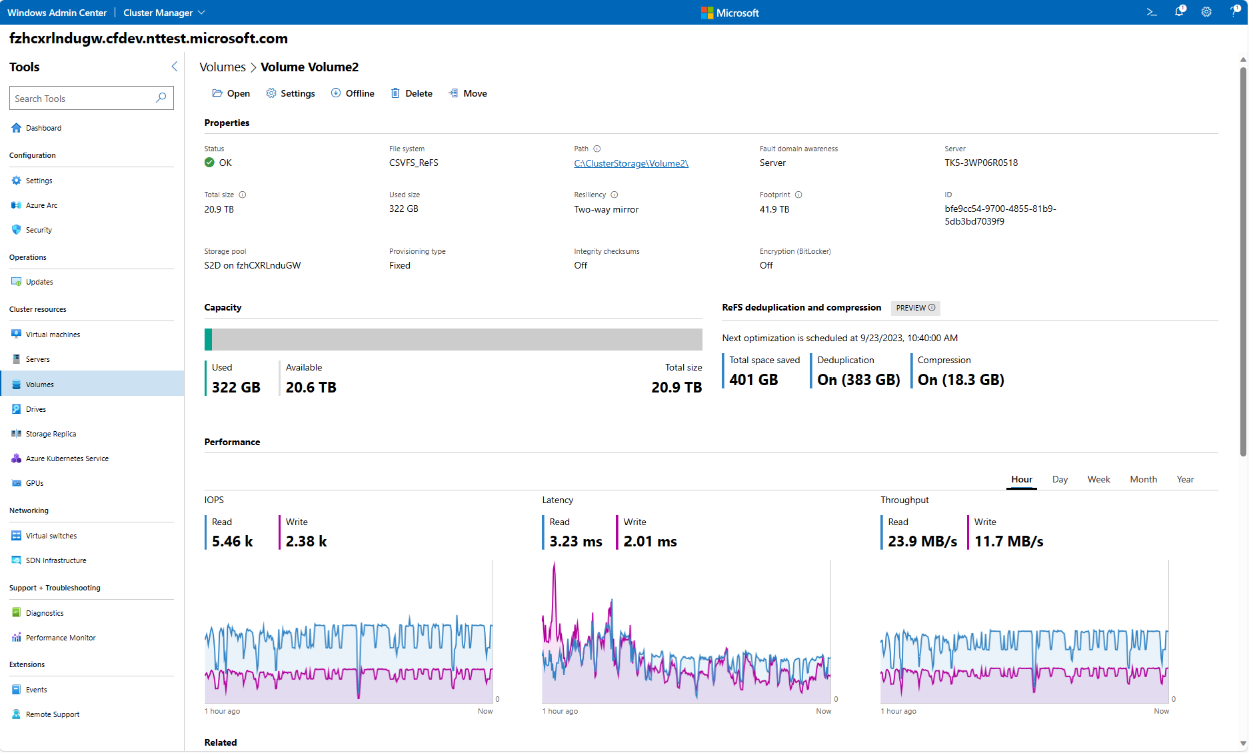 Windows Admin Center | Cluster Manager
Microsoft
fzhcxrlndugw.cfdev.nttest.microsoft.com
Tools
Search Tools
Dashboard
Configuration
Settings
Azure Arc
Security
Operations
Updates
Cluster resources
Virtual machines
Servers
Volumes
Drives
Storage Replica
Azure Kubernetes Service
GPUs
Networking
Virtual switches
SDN Infrastructure
Support + Troubleshooting
Diagnostics
Performance Monitor
Extensions
Events
Remote Support
Volumes > Volume Volume2
Open Settings Offline Delete Move
Properties
Status File system Path Fault domain awareness Server
OK CSVFS_ReFS C:\ClusterStorage\Volume2\ Server TK5-3WP06R0518
Total size Used size Resiliency Footprint ID
20.9 TB 322 GB Two-way mirror 41.9 TB bfe9cc54-9700-4855-81b9-
5db3bd7039f9
Storage pool Provisioning type Integrity checksums Encryption (BitLocker)
S2D on fzhCXRLnduGW Fixed Off Off
Capacity
Used Available Total size
322 GB 20.6 TB 20.9 TB
ReFS deduplication and compression PREVIEW
Next optimization is scheduled at 9/23/2023, 10:40:00 AM
Total space saved Deduplication Compression
401 GB On (383 GB) On (18.3 GB)
Performance
Hour Day Week Month Year
IOPS
Read Write
5.46 k 2.38 k
0
1 hour ago Now
Latency
Read Write
3.23 ms 2.01 ms
0
1 hour ago Now
Throughput
Read Write
23.9 MB/s 11.7 MB/s
0
1 hour ago Now
Related